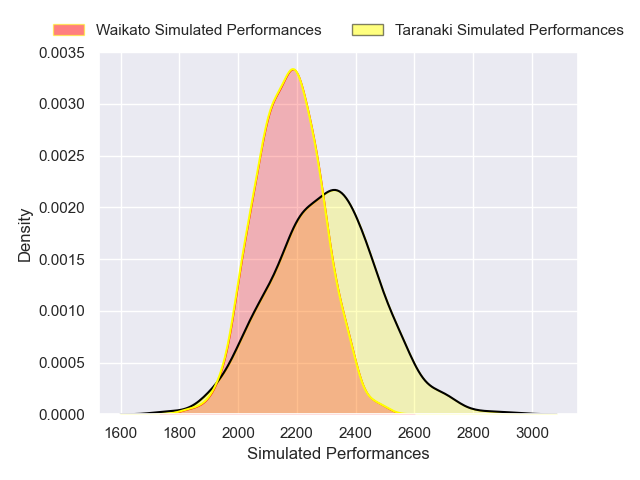 Waikato Simulated Performances
Taranaki Simulated Performances
0.0035
0.0030
0.0025
0.0020
0.0015
0.0010
0.0005
0.0000
Density
1600 1800 2000 2200 2400 2600 2800 3000
Simulated Performances